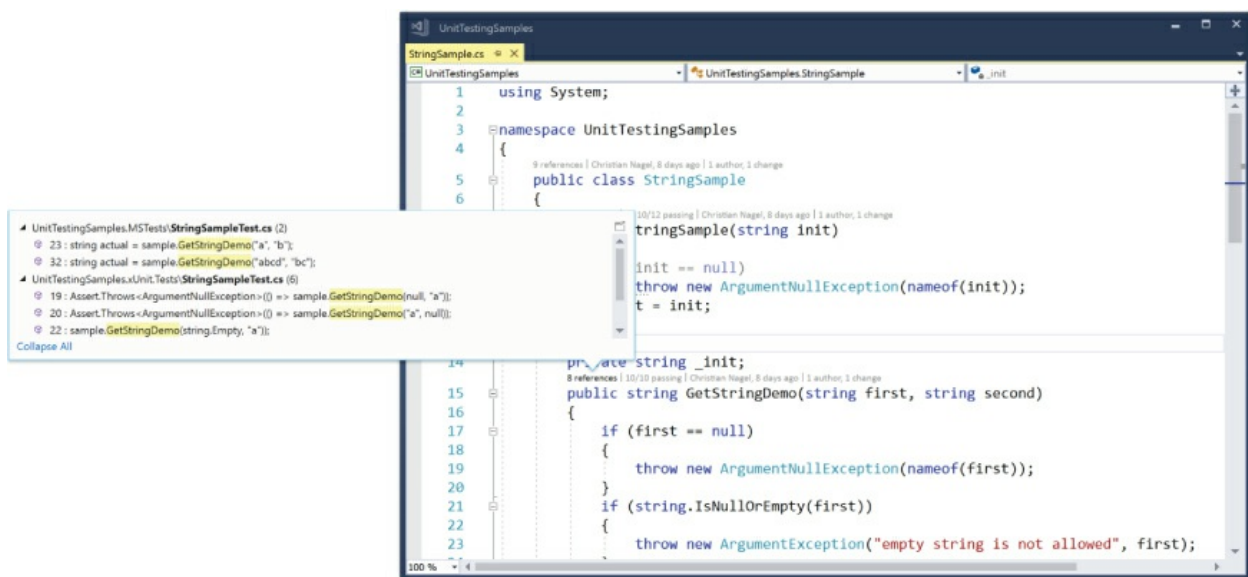 UnitTestingSamples
StringSample.cs
UnitTestingSamples UnitTestingSamples.StringSample _init
1 using System;
2
3 namespace UnitTestingSamples
4 {
9 references | Christian Nagel, 8 days ago | 1 author, 1 change
5 public class StringSample
6 {
10/12 passing | Christian Nagel, 8 days ago | 1 author, 1 change
tringSample(string init)
init == null)
throw new ArgumentNullException(nameof(init));
t = init;
UnitTestingSamples.MSTests\StringSampleTest.cs (2)
23 : string actual = sample.GetStringDemo("a", "b");
32 : string actual = sample.GetStringDemo("abcd", "bc");
UnitTestingSamples.xUnit.Tests\StringSampleTest.cs (6)
19 : Assert.Throws<ArgumentNullException>(() => sample.GetStringDemo(null, "a"));
20 : Assert.Throws<ArgumentNullException>(() => sample.GetStringDemo("a", null));
22 : sample.GetStringDemo(string.Empty, "a"));
Collapse All
14 private string _init;
8 references | 10/10 passing | Christian Nagel, 8 days ago | 1 author, 1 change
15 public string GetStringDemo(string first, string second)
16 {
17 if (first == null)
18 {
19 throw new ArgumentNullException(nameof(first));
20 }
21 if (string.IsNullOrEmpty(first))
22 {
23 throw new ArgumentException("empty string is not allowed", first);
100 %